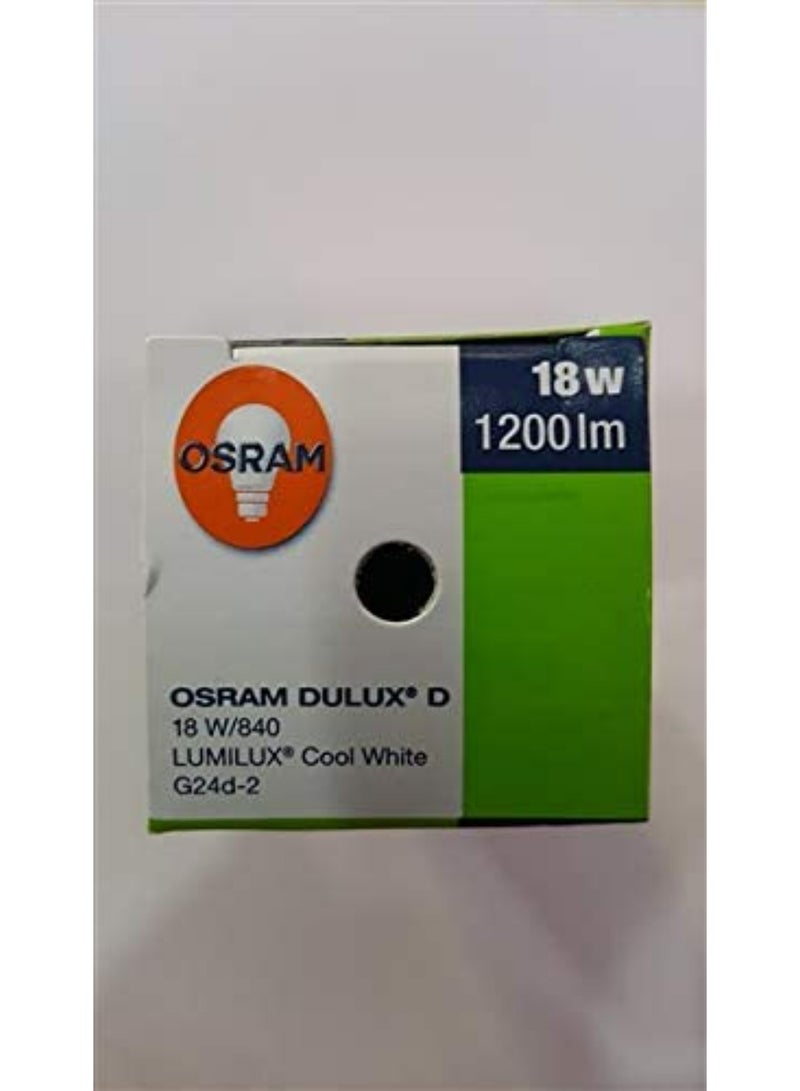 18 w
1200 lm
OSRAM
OSRAM DULUX® D
18 W/840
LUMILUX® Cool White
G24d-2